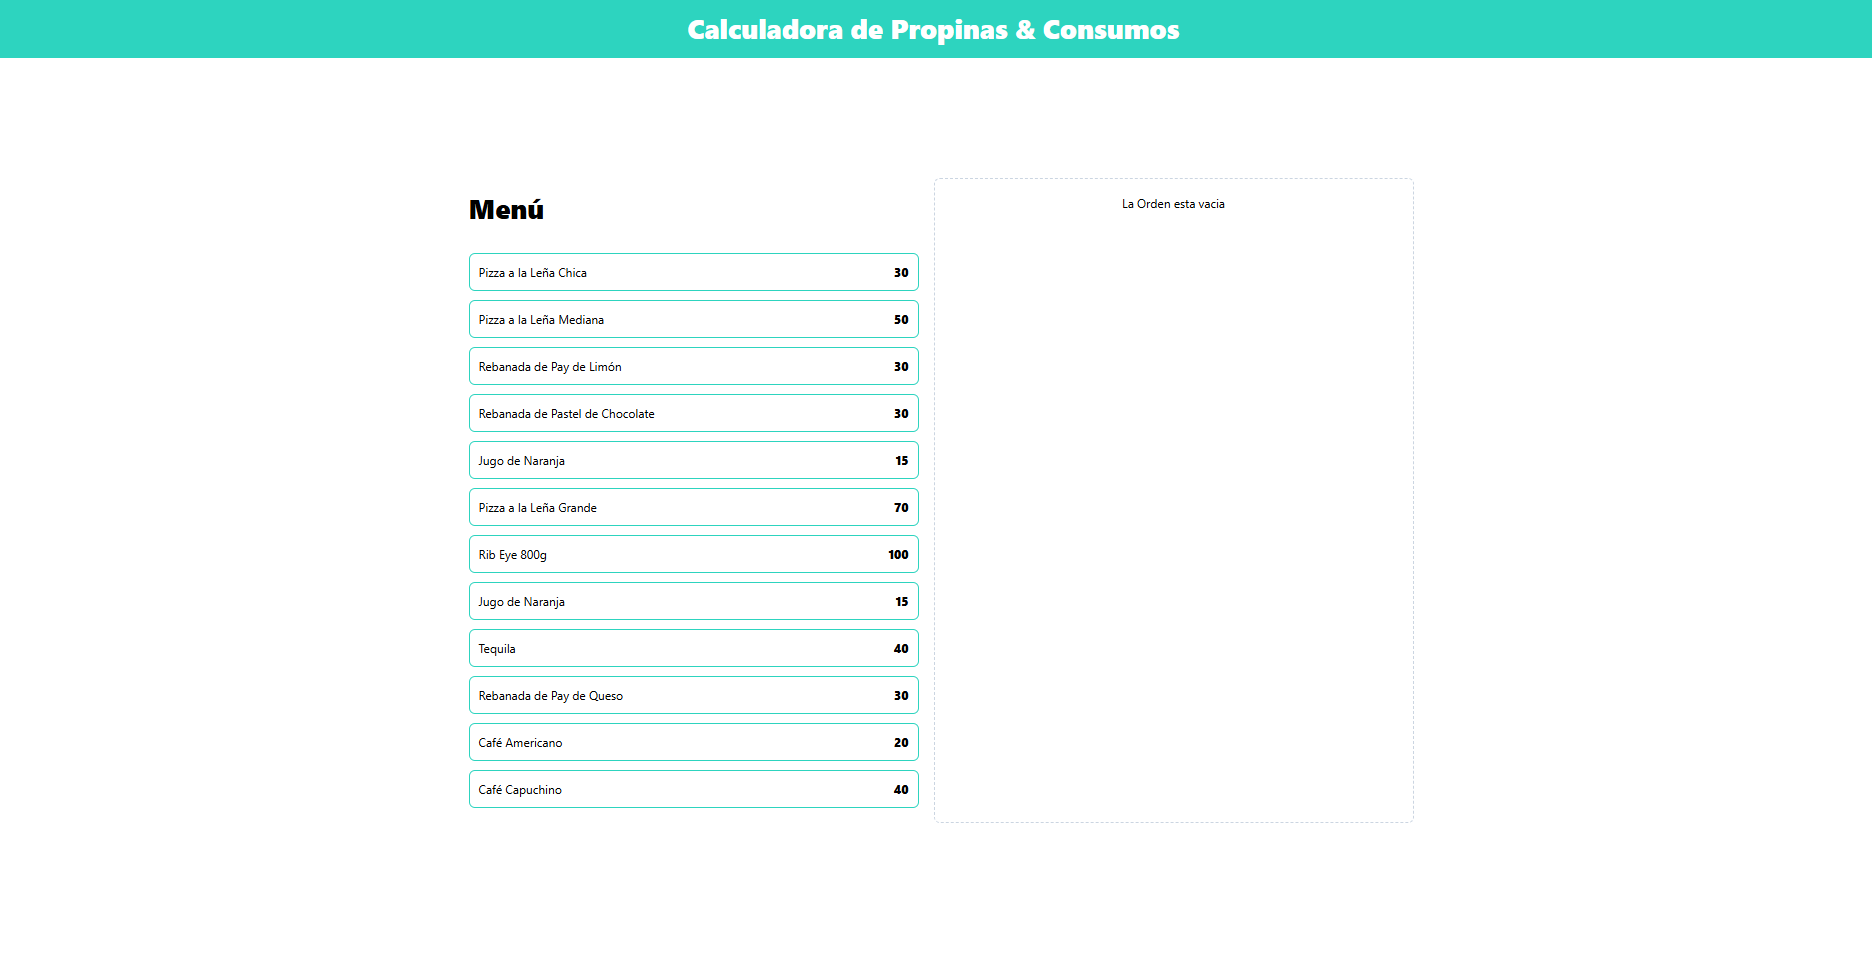 Calculadora de Propinas & Consumos
Menú
Pizza a la Leña Chica 30
Pizza a la Leña Mediana 50
Rebanada de Pay de Limón 30
Rebanada de Pastel de Chocolate 30
Jugo de Naranja 15
Pizza a la Leña Grande 70
Rib Eye 800g 100
Jugo de Naranja 15
Tequila 40
Rebanada de Pay de Queso 30
Café Americano 20
Café Capuchino 40
La Orden esta vacia